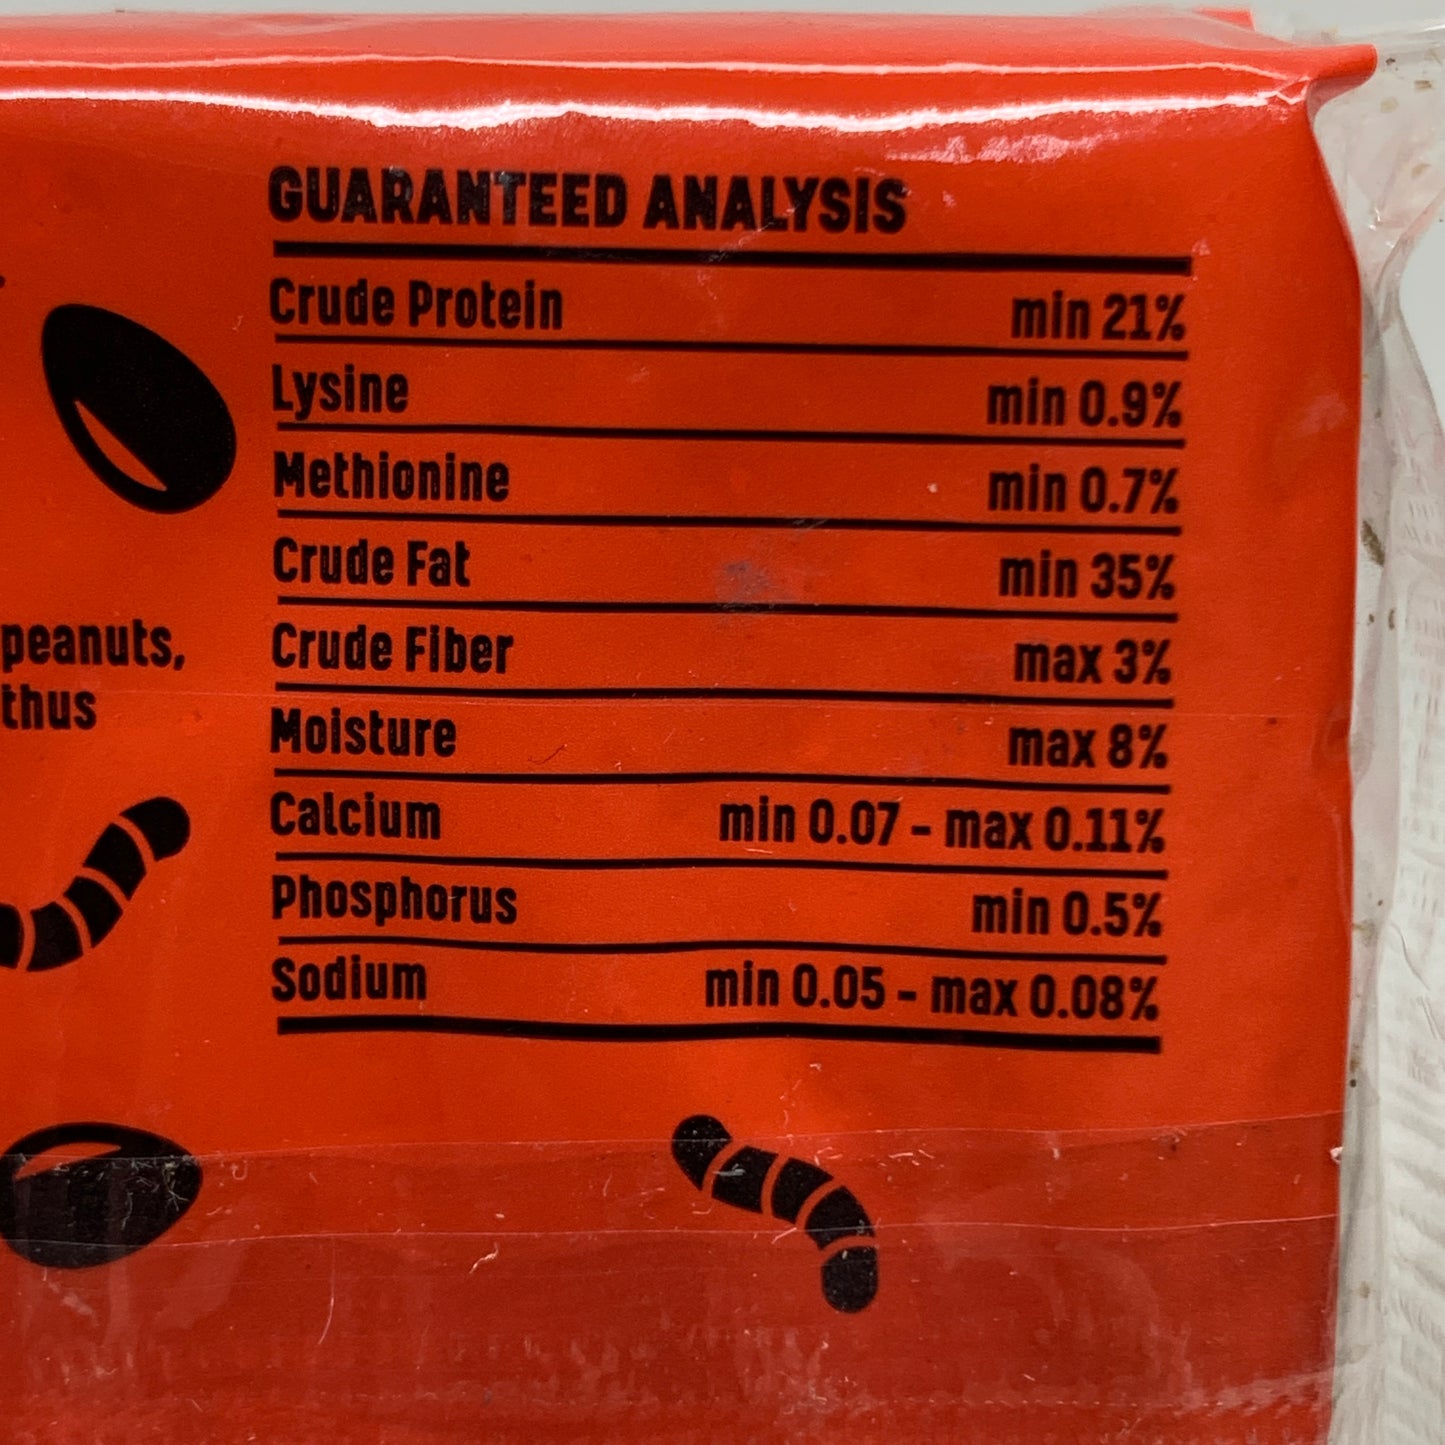 GUARANTEED ANALYSIS
Crude Protein min 21%
Lysine min 0.9%
Methionine min 0.7%
Crude Fat min 35%
Crude Fiber max 3%
Moisture max 8%
Calcium min 0.07 - max 0.11%
Phosphorus min 0.5%
Sodium min 0.05 - max 0.08%
peanuts,
thus